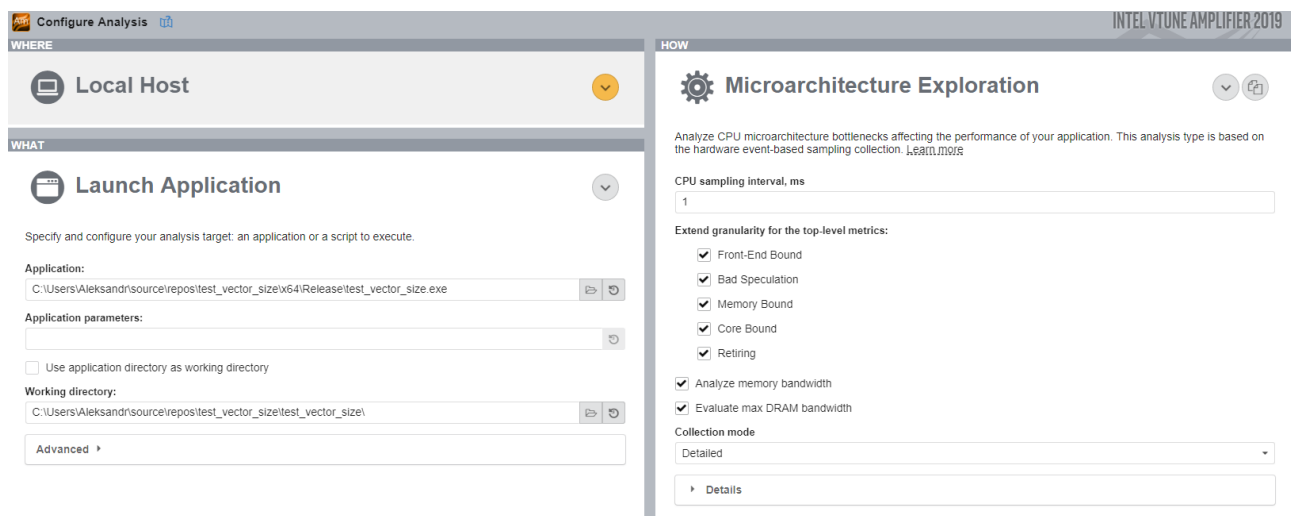 Configure Analysis
INTEL VTUNE AMPLIFIER 2019
WHERE
Local Host
WHAT
Launch Application
Specify and configure your analysis target: an application or a script to execute.
Application:
C:\Users\Aleksandr\source\repos\test_vector_size\x64\Release\test_vector_size.exe
Application parameters:
Use application directory as working directory
Working directory:
C:\Users\Aleksandr\source\repos\test_vector_size\test_vector_size\
Advanced
HOW
Microarchitecture Exploration
Analyze CPU microarchitecture bottlenecks affecting the performance of your application. This analysis type is based on
the hardware event-based sampling collection. Learn more
CPU sampling interval, ms
1
Extend granularity for the top-level metrics:
Front-End Bound
Bad Speculation
Memory Bound
Core Bound
Retiring
Analyze memory bandwidth
Evaluate max DRAM bandwidth
Collection mode
Detailed
Details